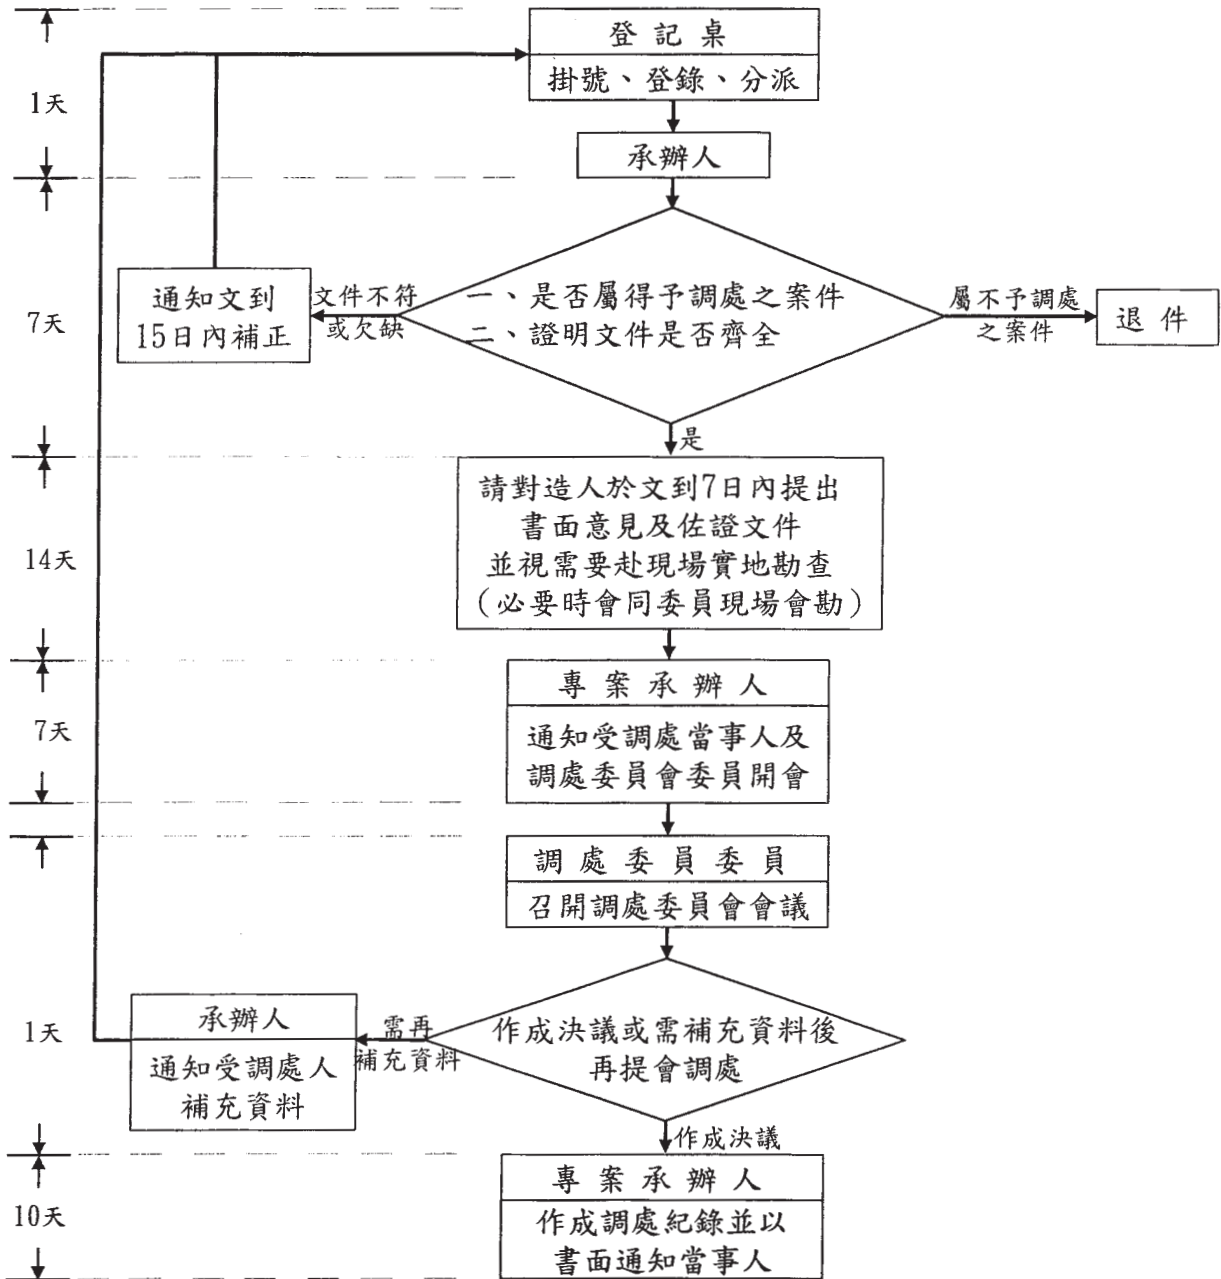 登記桌
掛號、登錄、分派
1天
承辦人
7天
通知文到
15日內補正
文件不符
或欠缺
一、是否屬得予調處之案件
二、證明文件是否齊全
屬不予調處
之案件
退件
是
14天
請對造人於文到7日內提出
書面意見及佐證文件
並視需要赴現場實地勘查
（必要時會同委員現場會勘）
7天
專案承辦人
通知受調處當事人及
調處委員會委員開會
調處委員委員
召開調處委員會會議
1天
承辦人
通知受調處人
補充資料
需再
補充資料
作成決議或需補充資料後
再提會調處
作成決議
10天
專案承辦人
作成調處紀錄並以
書面通知當事人